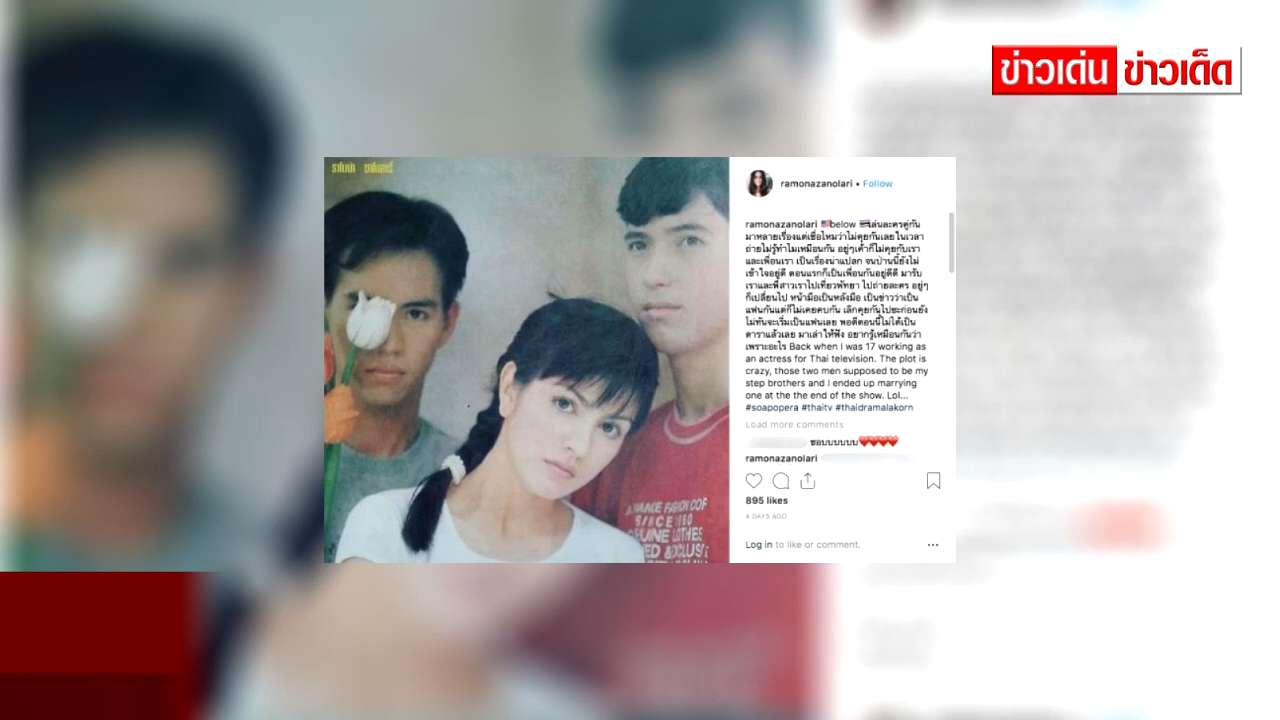 ข่าวเด่น ข่าวเด็ด
ราโมน่า ซาโนลารี่
ramonazanolari • Follow
ramonazanolari 🇺🇸below 🇹🇭เล่นละครคู่กัน
มาหลายเรื่องแต่เชื่อไหมว่าไม่คุยกันเลย ในเวลา
ถ่ายไม่รู้ทำไมเหมือนกัน อยู่ๆเค้าก็ไม่คุยกับเรา
และเพื่อนเรา เป็นเรื่องน่าแปลก จนป่านนี้ยังไม่
เข้าใจอยู่ดี ตอนแรกก็เป็นเพื่อนกันอยู่ดีดี มารับ
เราและพี่สาวเราไปเที่ยวพัทยา ไปถ่ายละคร อยู่ๆ
ก็เปลี่ยนไป หน้ามือเป็นหลังมือ เป็นข่าวว่าเป็น
แฟนกันแต่ก็ไม่เคยคบกัน เลิกคุยกันไปซะก่อนยัง
ไม่ทันจะเริ่มเป็นแฟนเลย พอดีตอนนี้ไม่ได้เป็น
ดาราแล้วเลย มาเล่าให้ฟัง อยากรู้เหมือนกันว่า
เพราะอะไร Back when I was 17 working as
an actress for Thai television. The plot is
crazy, those two men supposed to be my
step brothers and I ended up marrying
one at the the end of the show. Lol...
#soapopera #thaitv #thaidramalakorn
Load more comments
ชอบบบบบบ❤️❤️❤️❤️
ramonazanolari
895 likes
4 DAYS AGO
Log in to like or comment.
FASHION COR
SINCE 1960
LOTHES